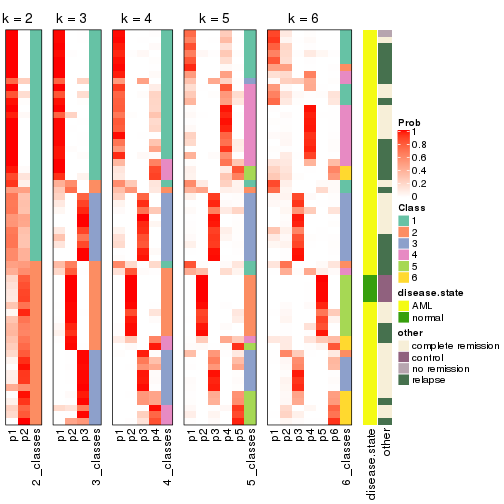 k = 2 k = 3 k = 4 k = 5 k = 6
Prob
1
0.8
0.6
0.4
0.2
0
Class
1
2
3
4
5
6
disease.state
AML
normal
other
complete remission
control
no remission
relapse
p1 p2 2_classes p1 p2 p3 3_classes p1 p2 p3 p4 4_classes p1 p2 p3 p4 p5 5_classes p1 p2 p3 p4 p5 p6 6_classes disease.state other